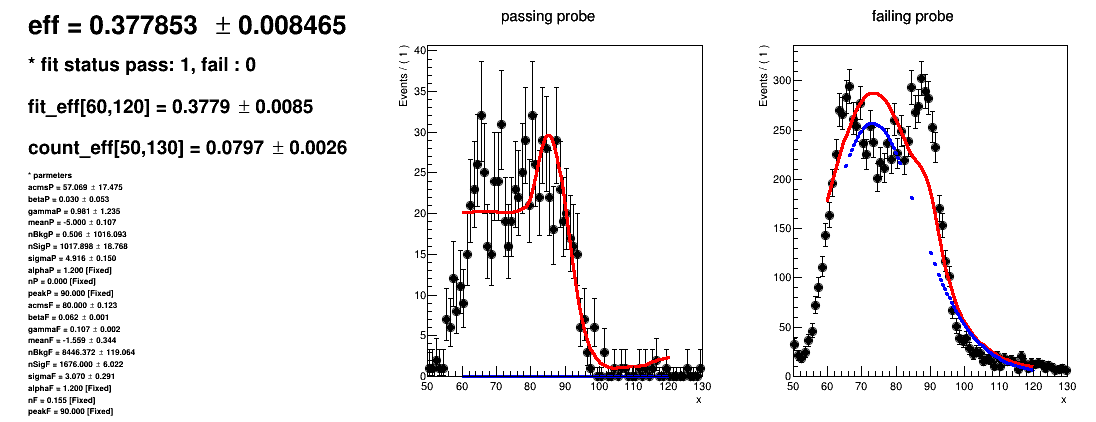 eff = 0.377853 ± 0.008465
* fit status pass: 1, fail : 0
fit_eff[60,120] = 0.3779 ± 0.0085
count_eff[50,130] = 0.0797 ± 0.0026
* parmeters
acmsP = 57.069 ± 17.475
betaP = 0.030 ± 0.053
gammaP = 0.981 ± 1.235
meanP = -5.000 ± 0.107
nBkgP = 0.506 ± 1016.093
nSigP = 1017.898 ± 18.768
sigmaP = 4.916 ± 0.150
alphaP = 1.200 [Fixed]
nP = 0.000 [Fixed]
peakP = 90.000 [Fixed]
acmsF = 80.000 ± 0.123
betaF = 0.062 ± 0.001
gammaF = 0.107 ± 0.002
meanF = -1.559 ± 0.344
nBkgF = 8446.372 ± 119.064
nSigF = 1676.000 ± 6.022
sigmaF = 3.070 ± 0.291
alphaF = 1.200 [Fixed]
nF = 0.155 [Fixed]
peakF = 90.000 [Fixed]
passing probe
Events / ( 1 )
40
35
30
25
20
15
10
5
0
50 60 70 80 90 100 110 120 130
x
failing probe
Events / ( 1 )
300
250
200
150
100
50
0
50 60 70 80 90 100 110 120 130
x